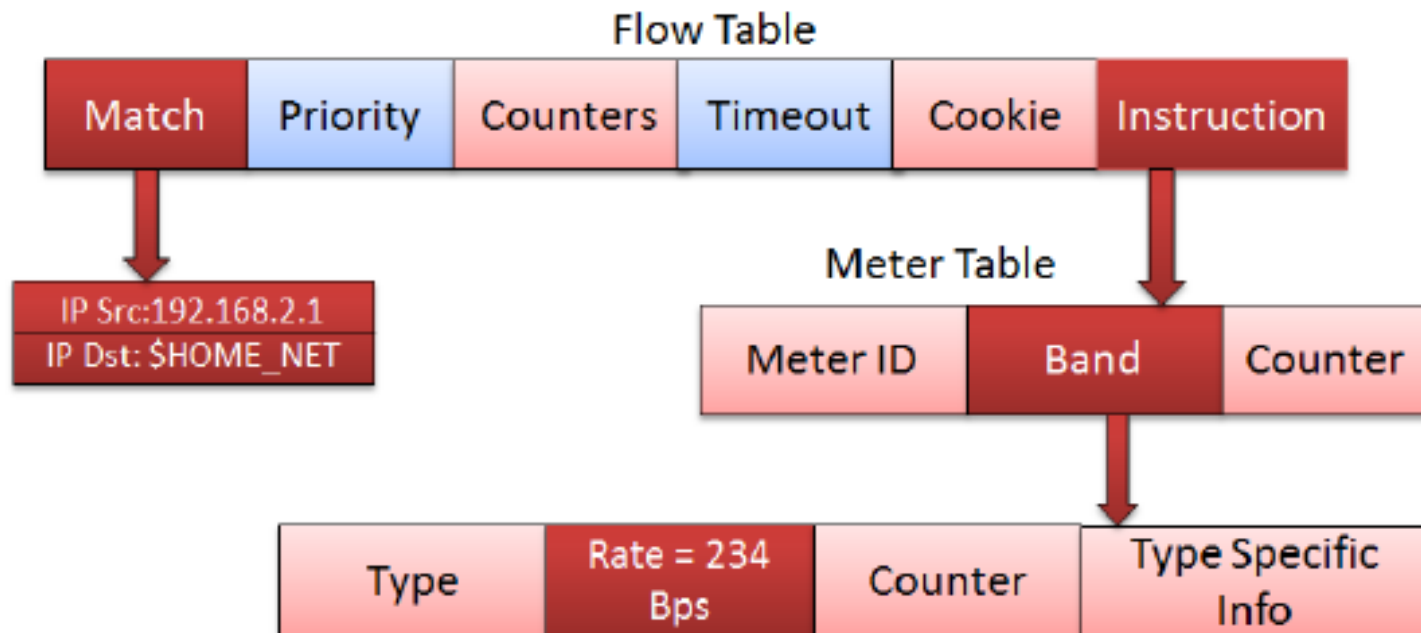 Flow Table
Match Priority Counters Timeout Cookie Instruction
IP Src:192.168.2.1
IP Dst: $HOME_NET
Meter Table
Meter ID Band Counter
Type
Rate = 234
Bps
Counter
Type Specific
Info